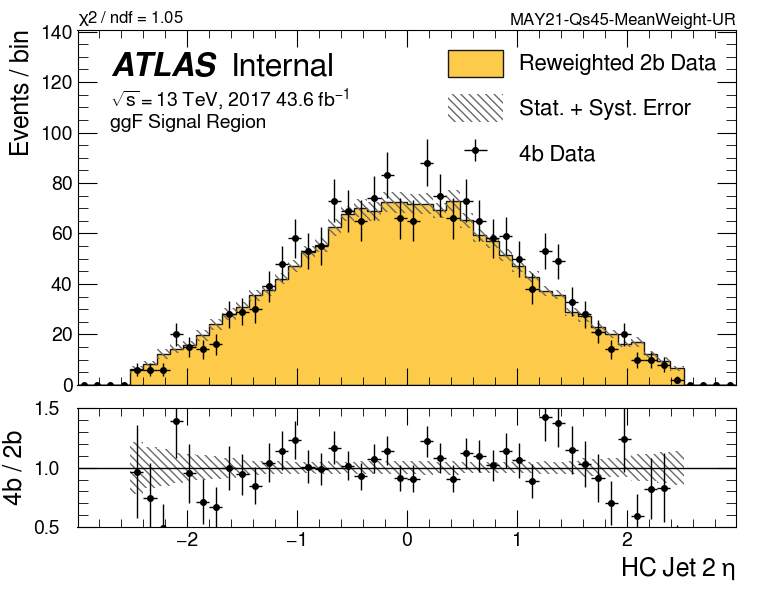 χ2 / ndf = 1.05
MAY21-Qs45-MeanWeight-UR
Events / bin
140
120
100
80
60
40
20
0
ATLAS Internal
√s = 13 TeV, 2017 43.6 fb⁻¹
ggF Signal Region
Reweighted 2b Data
Stat. + Syst. Error
4b Data
4b / 2b
1.5
1.0
0.5
−2 −1 0 1 2
HC Jet 2 η